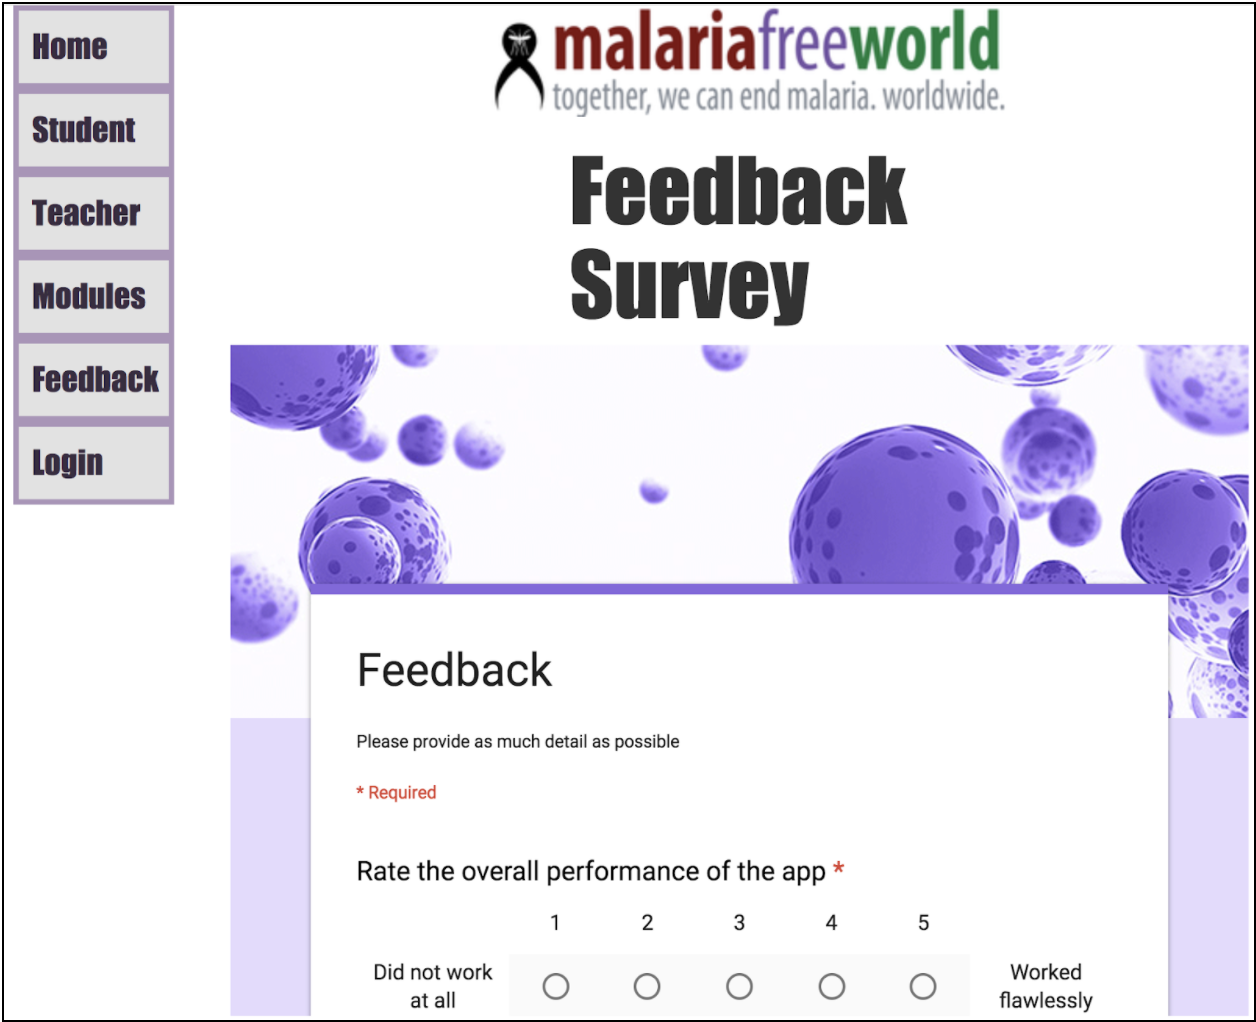 Home
Student
Teacher
Modules
Feedback
Login
malariafreeworld
together, we can end malaria. worldwide.
Feedback
Survey
Feedback
Please provide as much detail as possible
* Required
Rate the overall performance of the app *
1 2 3 4 5
Did not work
at all
Worked
flawlessly